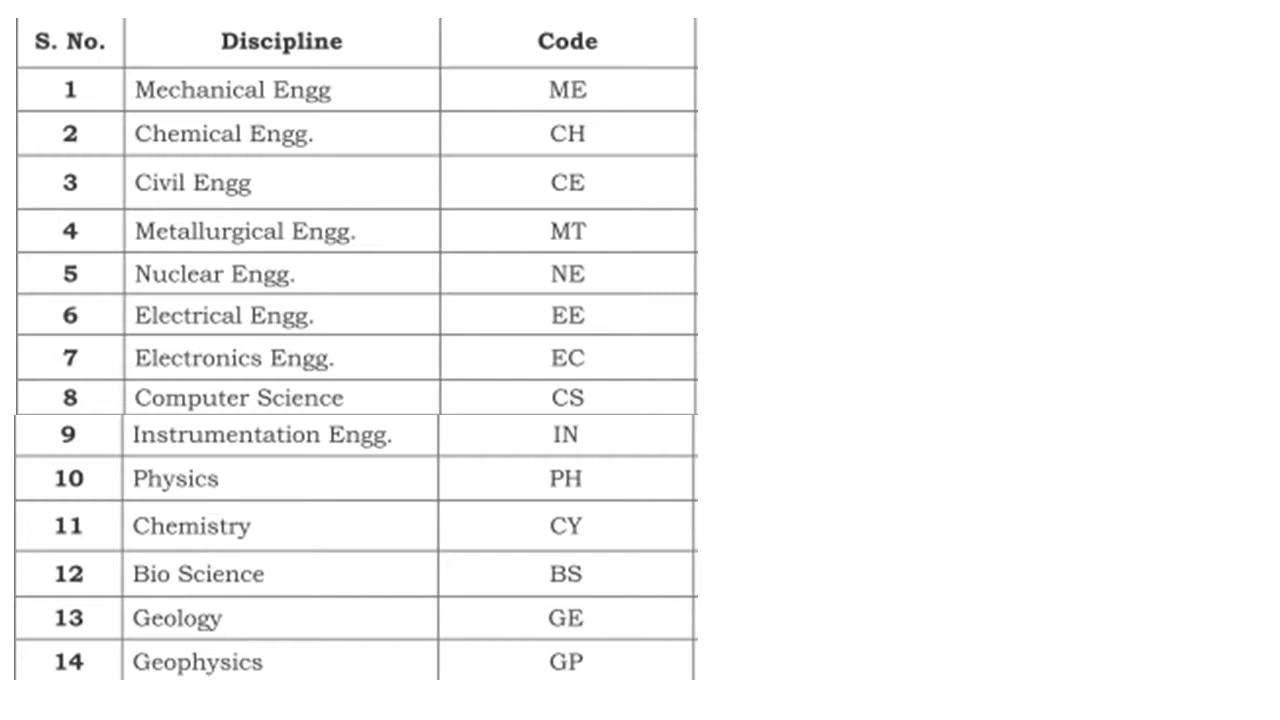 S. No. Discipline Code
1 Mechanical Engg ME
2 Chemical Engg. CH
3 Civil Engg CE
4 Metallurgical Engg. MT
5 Nuclear Engg. NE
6 Electrical Engg. EE
7 Electronics Engg. EC
8 Computer Science CS
9 Instrumentation Engg. IN
10 Physics PH
11 Chemistry CY
12 Bio Science BS
13 Geology GE
14 Geophysics GP